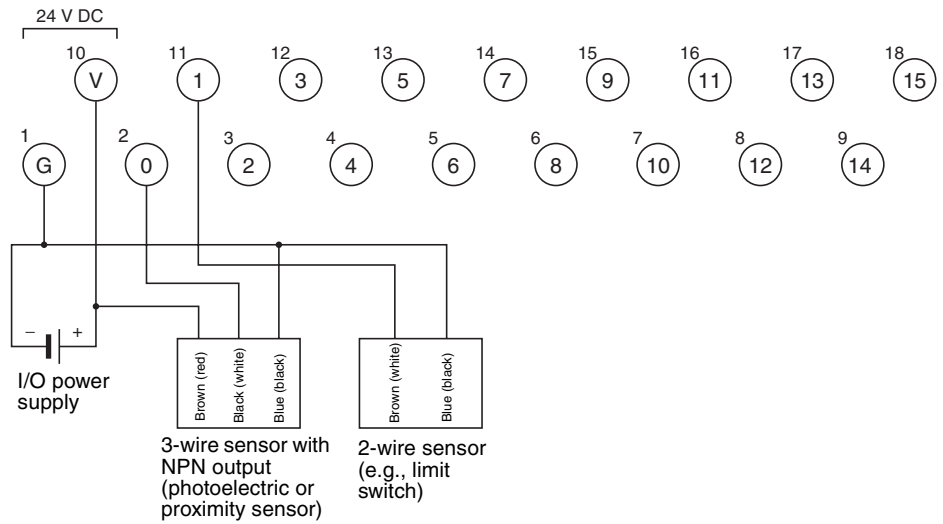 24 V DC
10 11 12 13 14 15 16 17 18
V 1 3 5 7 9 11 13 15
1 2 3 4 5 6 7 8 9
G 0 2 4 6 8 10 12 14
– +
I/O power
supply
Brown (red)
Black (white)
Blue (black)
Brown (white)
Blue (black)
3-wire sensor with
NPN output
(photoelectric or
proximity sensor)
2-wire sensor
(e.g., limit
switch)